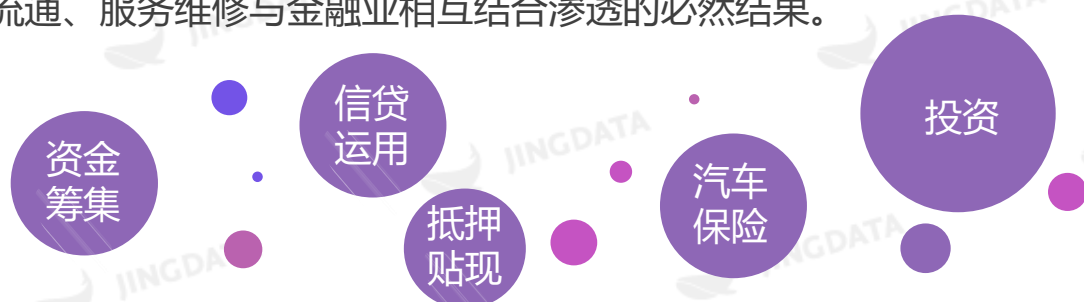 流通、服务维修与金融业相互结合渗透的必然结果。
资金
筹集
信贷
运用
抵押
贴现
汽车
保险
投资
JINGDATA
JINGDATA
JINGDATA